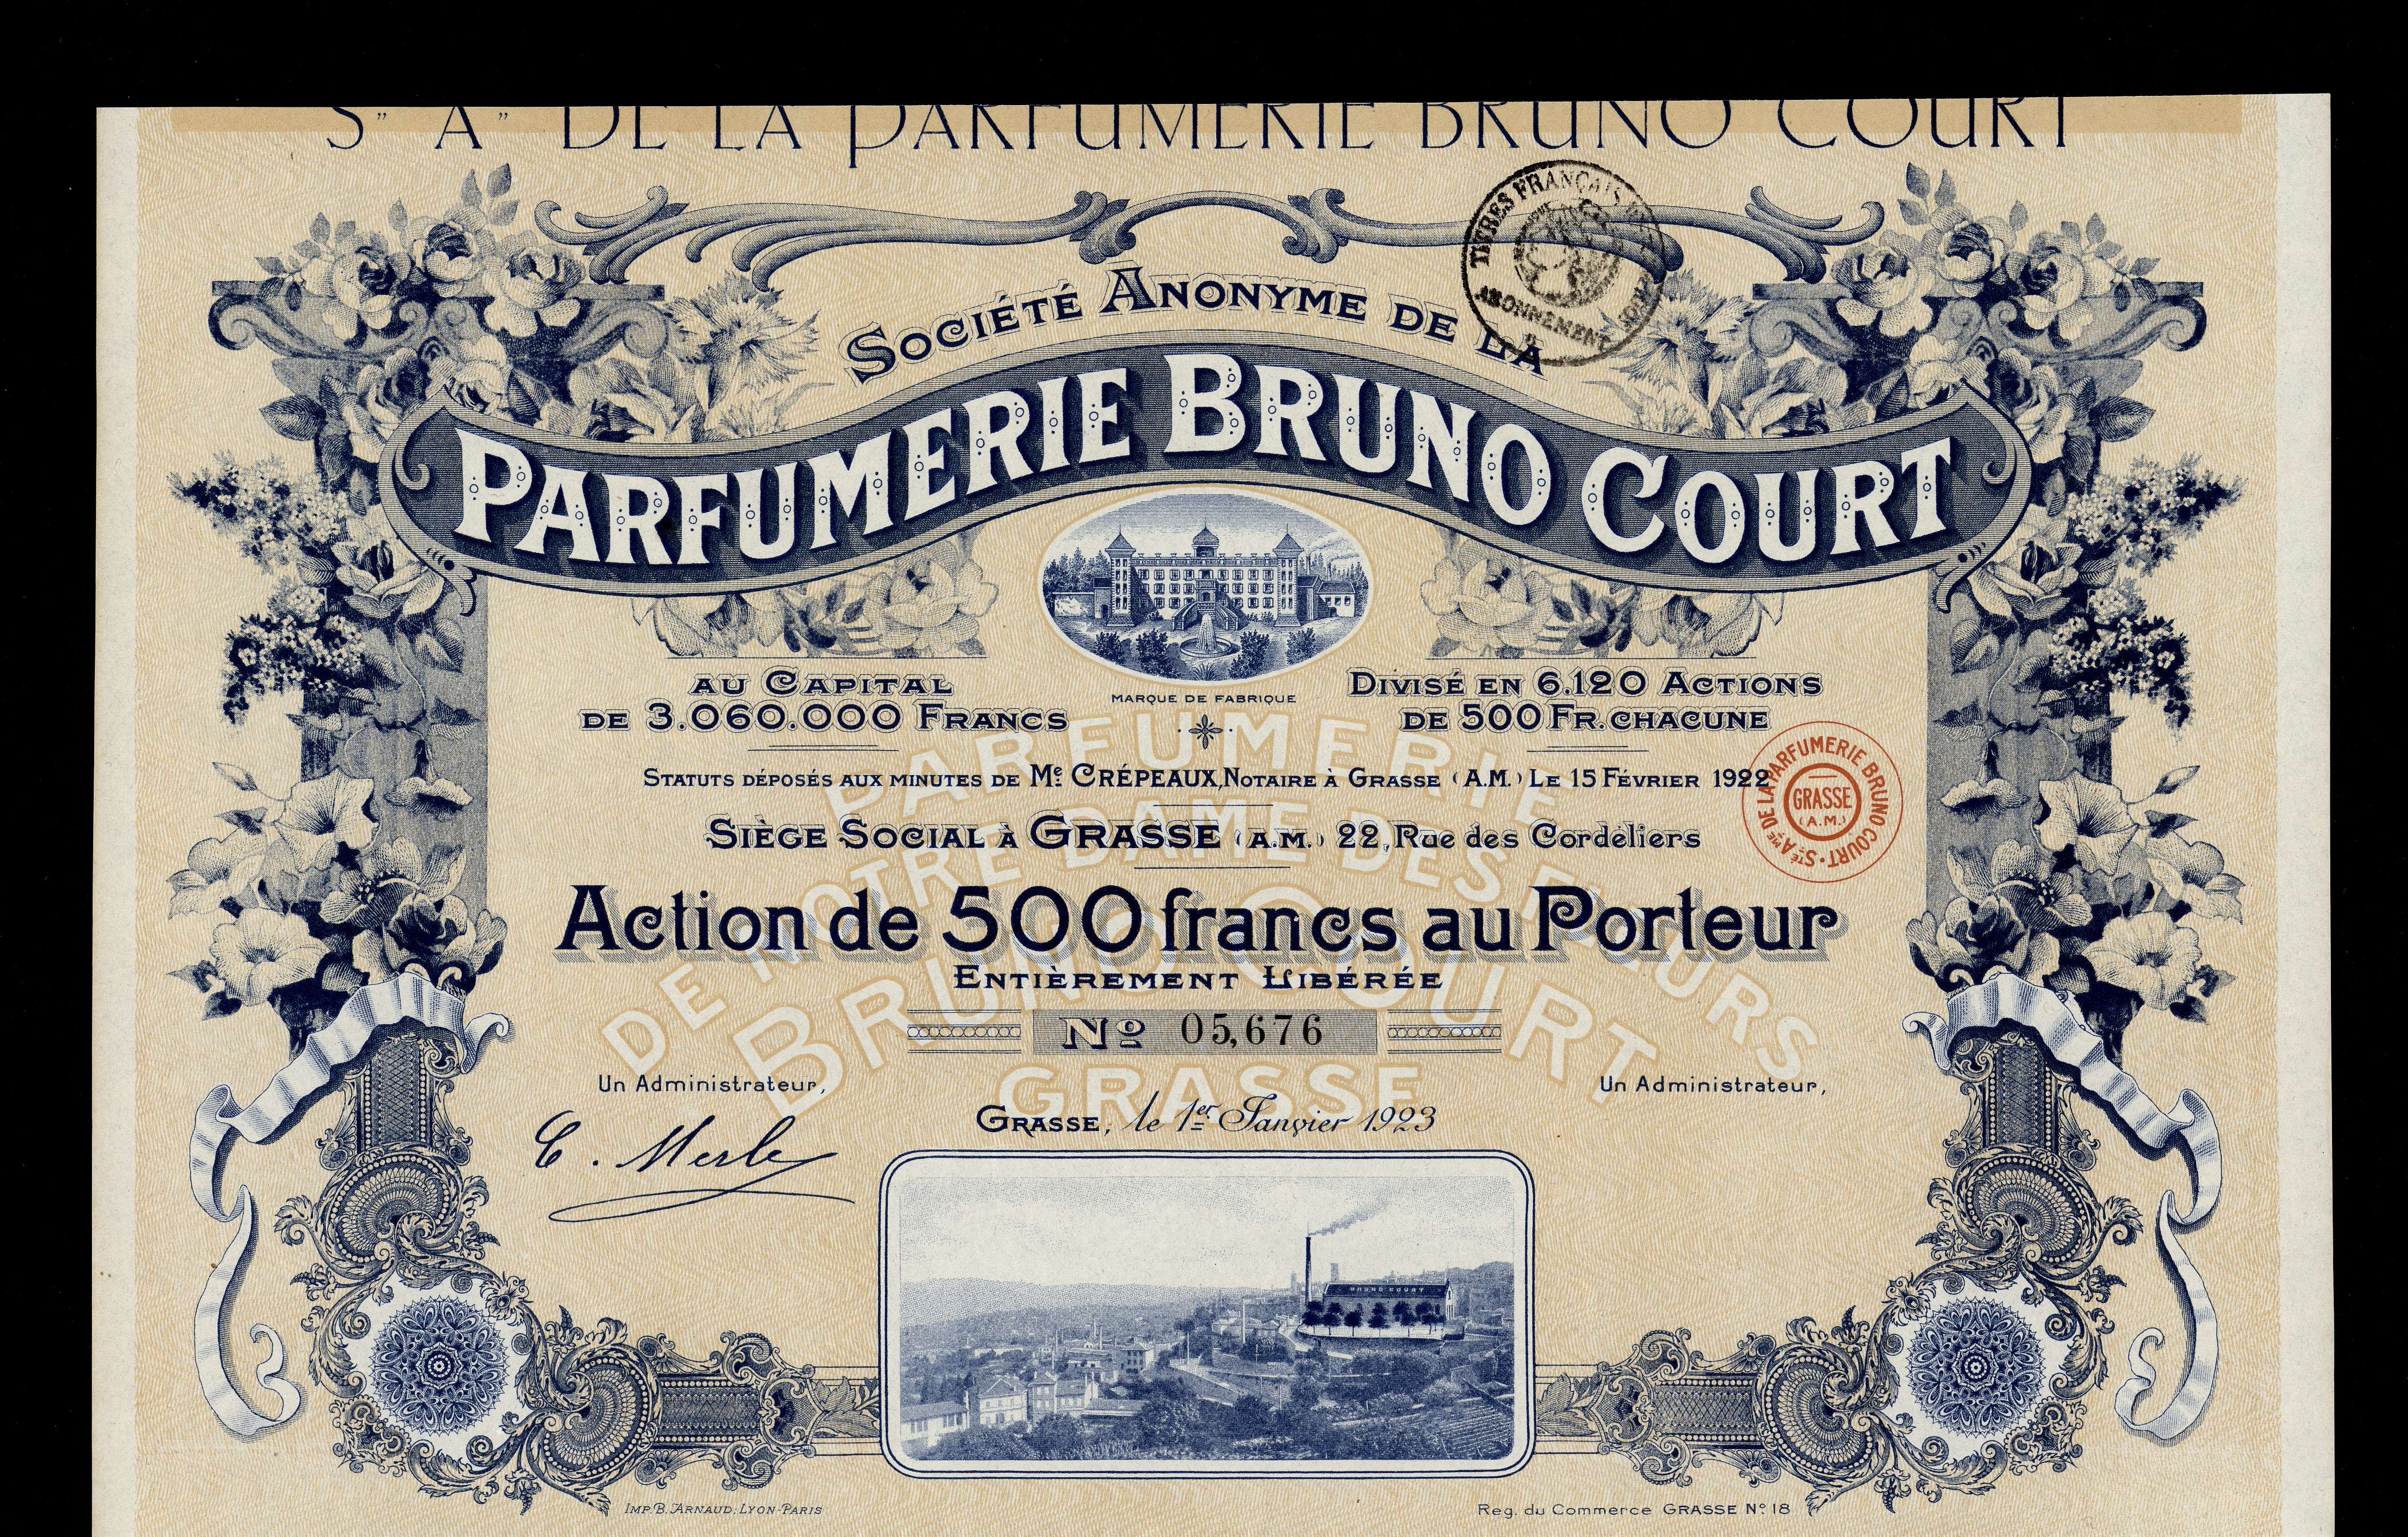 Sté Ame DE LA PARFUMERIE BRUNO COURT
TITRES FRANÇAIS
ABONNEMENT
SOCIÉTÉ ANONYME DE LA
PARFUMERIE BRUNO COURT
AU CAPITAL
DE 3.060.000 FRANCS
MARQUE DE FABRIQUE
DIVISÉ EN 6.120 ACTIONS
DE 500 FR. CHACUNE
STATUTS DÉPOSÉS AUX MINUTES DE Me CRÉPEAUX, NOTAIRE À GRASSE (A.M.) LE 15 FÉVRIER 1922
STÉ AME DE LA PARFUMERIE BRUNO COURT
GRASSE
(A.M.)
SIÈGE SOCIAL À GRASSE (A.M.) 22, Rue des Cordeliers
Action de 500 francs au Porteur
ENTIÈREMENT LIBÉRÉE
No 05,676
PARFUMERIE
DE NOTRE DAME DES FLEURS
BRUNO COURT
GRASSE
Un Administrateur,
Un Administrateur,
GRASSE, le 1er Janvier 1923
C. Merle
BRUNO COURT
IMP. B. ARNAUD, LYON-PARIS
Reg. du Commerce GRASSE No 18